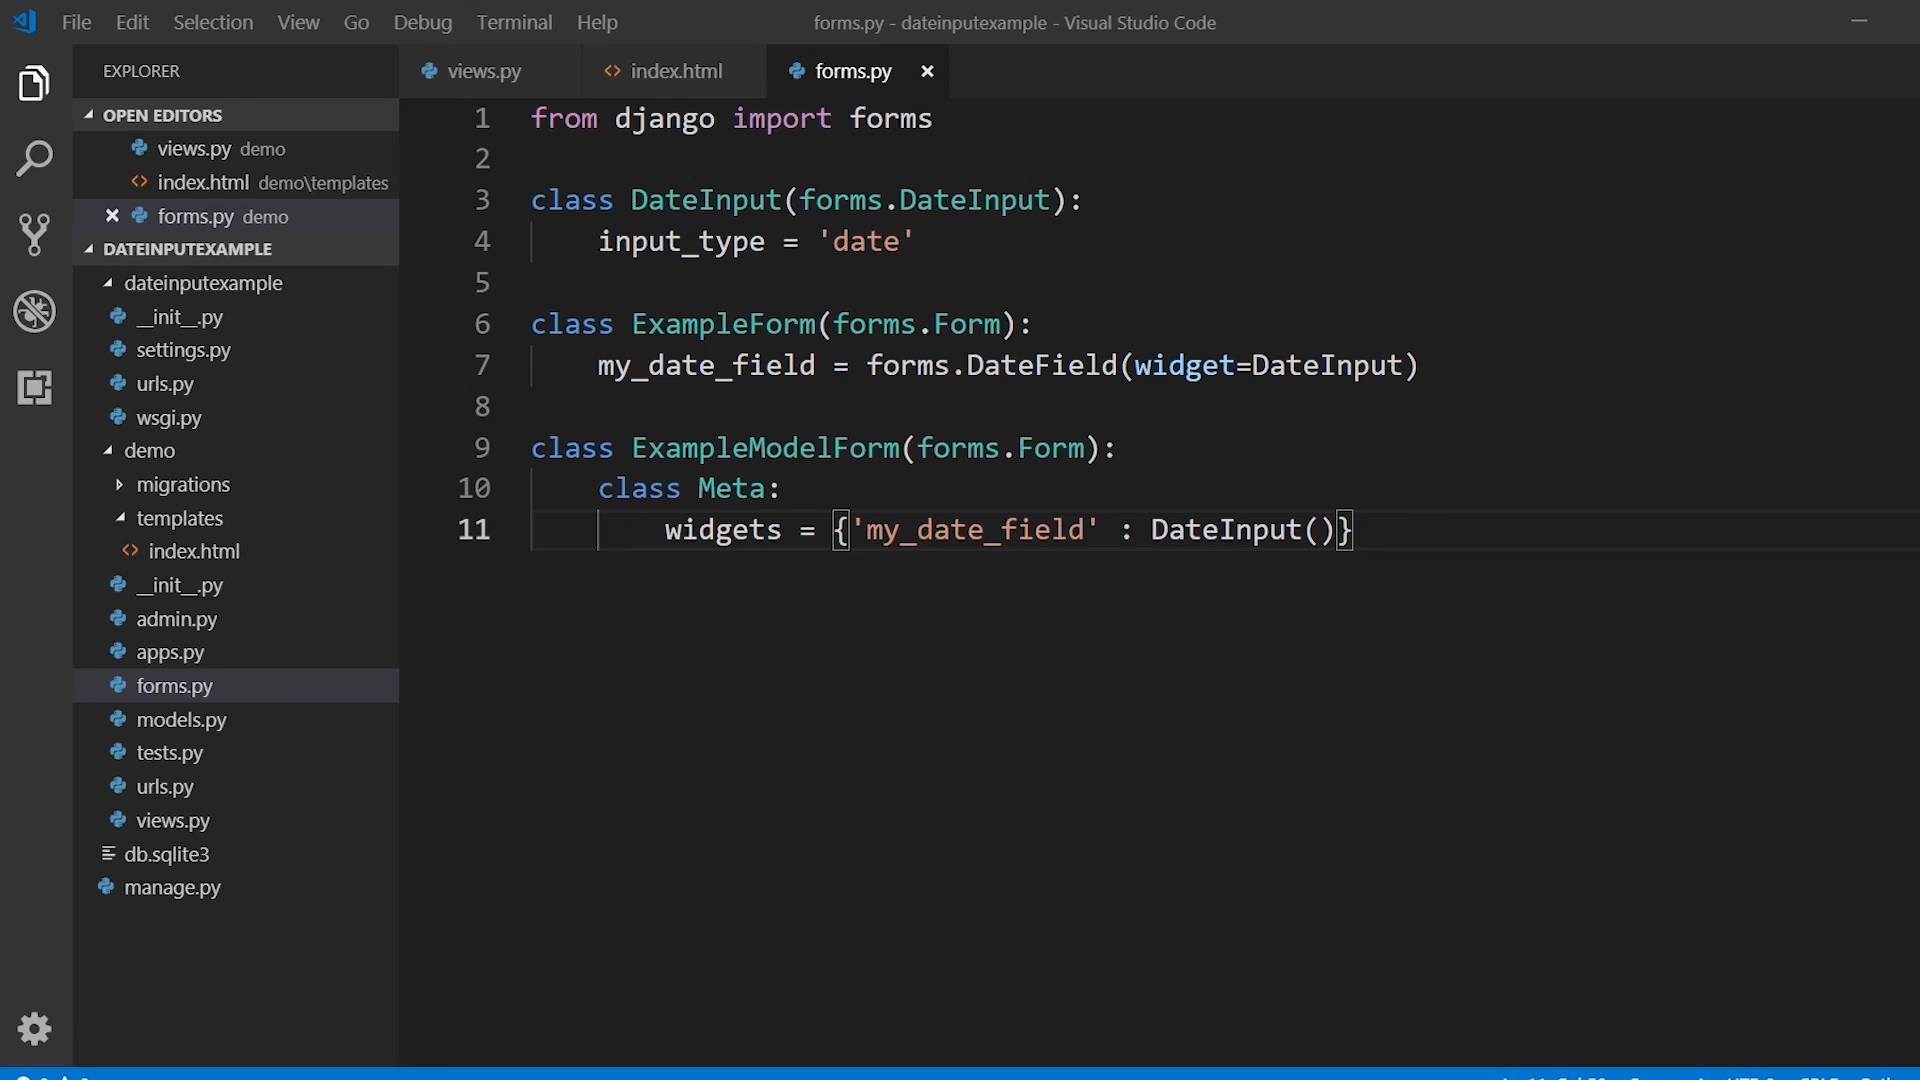 File Edit Selection View Go Debug Terminal Help forms.py - dateinputexample - Visual Studio Code
EXPLORER
OPEN EDITORS
views.py demo
index.html demo\templates
forms.py demo
DATEINPUTEXAMPLE
dateinputexample
__init__.py
settings.py
urls.py
wsgi.py
demo
migrations
templates
index.html
__init__.py
admin.py
apps.py
forms.py
models.py
tests.py
urls.py
views.py
db.sqlite3
manage.py
views.py index.html forms.py
1 from django import forms
2
3 class DateInput(forms.DateInput):
4 input_type = 'date'
5
6 class ExampleForm(forms.Form):
7 my_date_field = forms.DateField(widget=DateInput)
8
9 class ExampleModelForm(forms.Form):
10 class Meta:
11 widgets = {'my_date_field' : DateInput()}